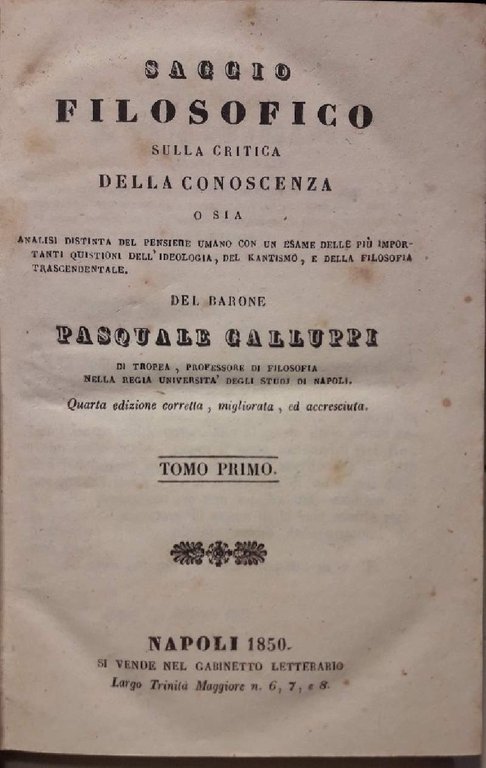 SAGGIO
FILOSOFICO
SULLA CRITICA
DELLA CONOSCENZA
O SIA
ANALISI DISTINTA DEL PENSIERE UMANO CON UN ESAME DELLE PIÙ IMPOR-
TANTI QUISTIONI DELL'IDEOLOGIA, DEL KANTISMO, E DELLA FILOSOFIA
TRASCENDENTALE.
DEL BARONE
PASQUALE GALLUPPI
DI TROPEA, PROFESSORE DI FILOSOFIA
NELLA REGIA UNIVERSITA' DEGLI STUDJ DI NAPOLI.
Quarta edizione corretta, migliorata, ed accresciuta.
TOMO PRIMO.
NAPOLI 1850.
SI VENDE NEL GABINETTO LETTERARIO
Largo Trinità Maggiore n. 6, 7, e 8.